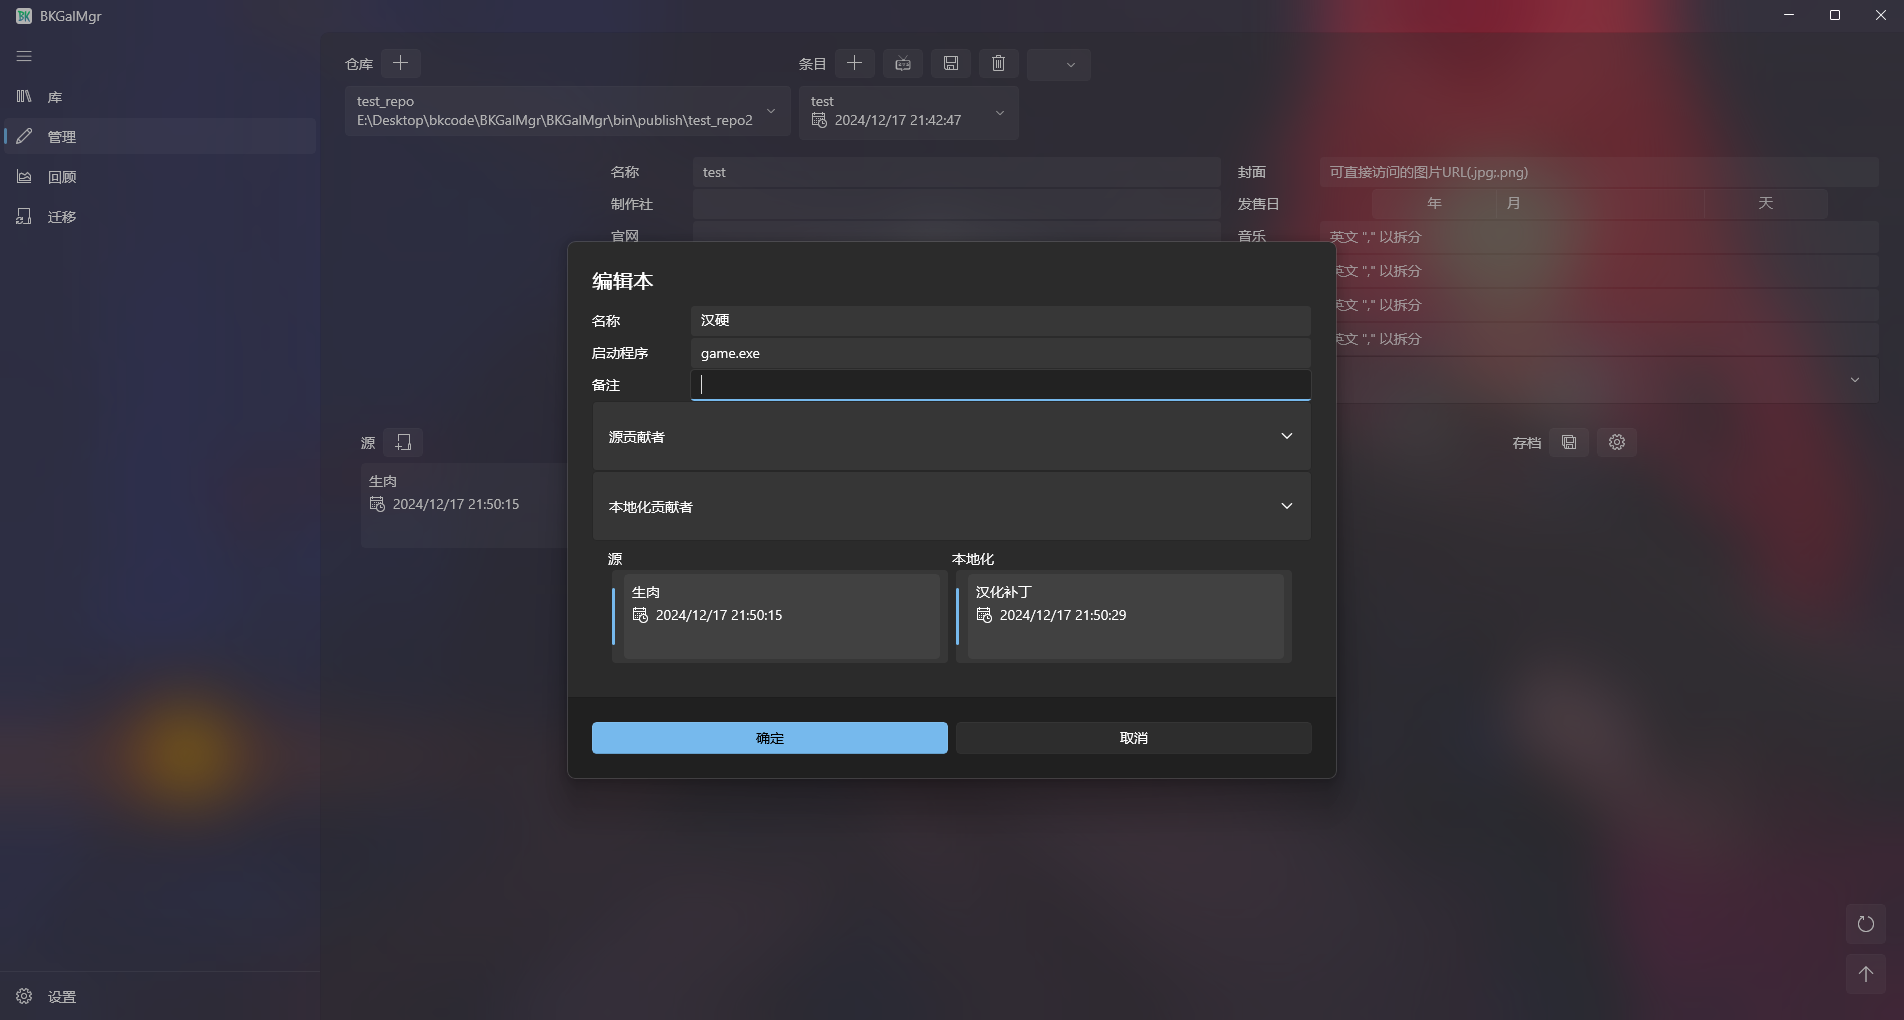 BKGalMgr
库
管理
回顾
迁移
设置
仓库
条目
test_repo
E:\Desktop\bkcode\BKGalMgr\BKGalMgr\bin\publish\test_repo2
test
2024/12/17 21:42:47
名称
test
制作社
官网
封面
可直接访问的图片URL(.jpg;.png)
发售日
年
月
天
音乐
英文 "," 以拆分
英文 "," 以拆分
英文 "," 以拆分
英文 "," 以拆分
源
生肉
2024/12/17 21:50:15
存档
编辑本
名称
汉硬
启动程序
game.exe
备注
源贡献者
本地化贡献者
源
生肉
2024/12/17 21:50:15
本地化
汉化补丁
2024/12/17 21:50:29
确定
取消